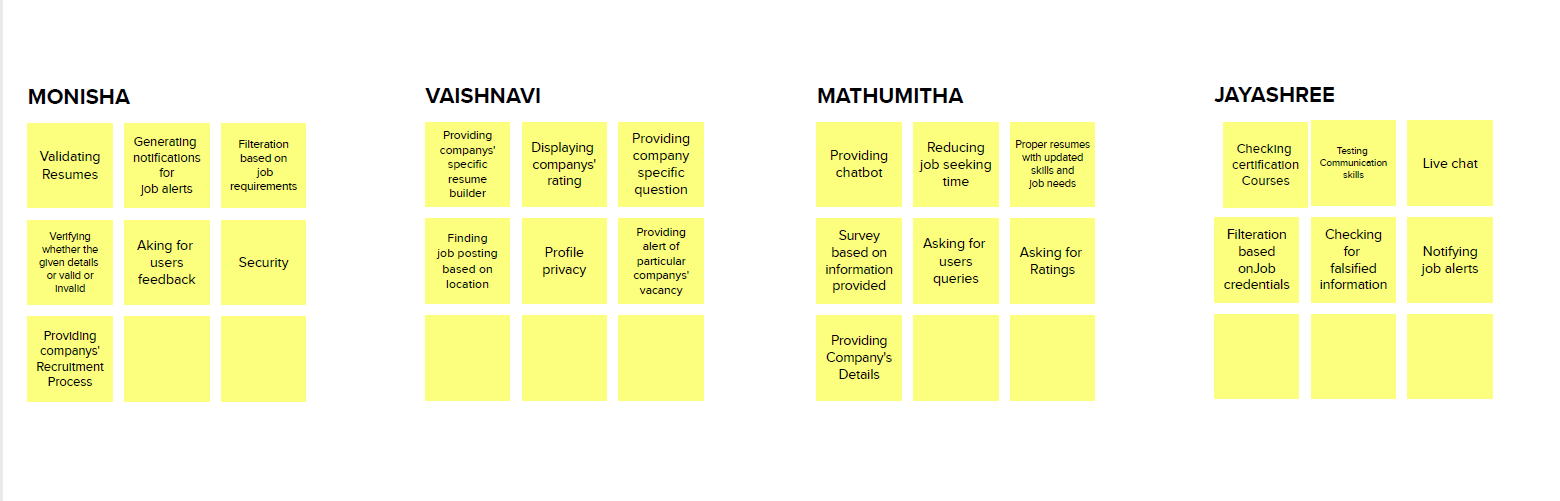 MONISHA
Validating
Resumes
Generating
notifications
for
job alerts
Filteration
based on
job
requirements
Verifying
whether the
given details
or valid or
invalid
Aking for
users
feedback
Security
Providing
companys'
Recruitment
Process
VAISHNAVI
Providing
companys'
specific
resume
builder
Displaying
companys'
rating
Providing
company
specific
question
Finding
job posting
based on
location
Profile
privacy
Providing
alert of
particular
companys'
vacancy
MATHUMITHA
Providing
chatbot
Reducing
job seeking
time
Proper resumes
with updated
skills and
job needs
Survey
based on
information
provided
Asking for
users
queries
Asking for
Ratings
Providing
Company's
Details
JAYASHREE
Checking
certification
Courses
Testing
Communication
skills
Live chat
Filteration
based
onJob
credentials
Checking
for
falsified
information
Notifying
job alerts